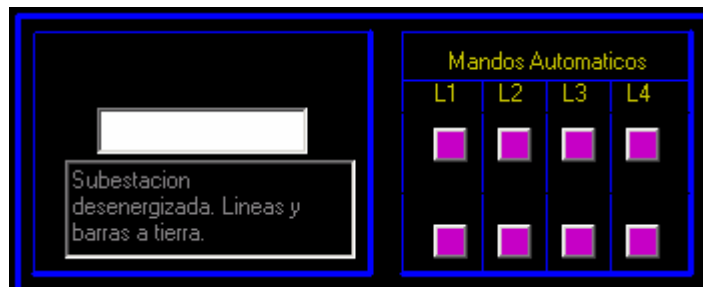 Subestacion
desenergizada. Lineas y
barras a tierra.
Mandos Automaticos
L1 L2 L3 L4